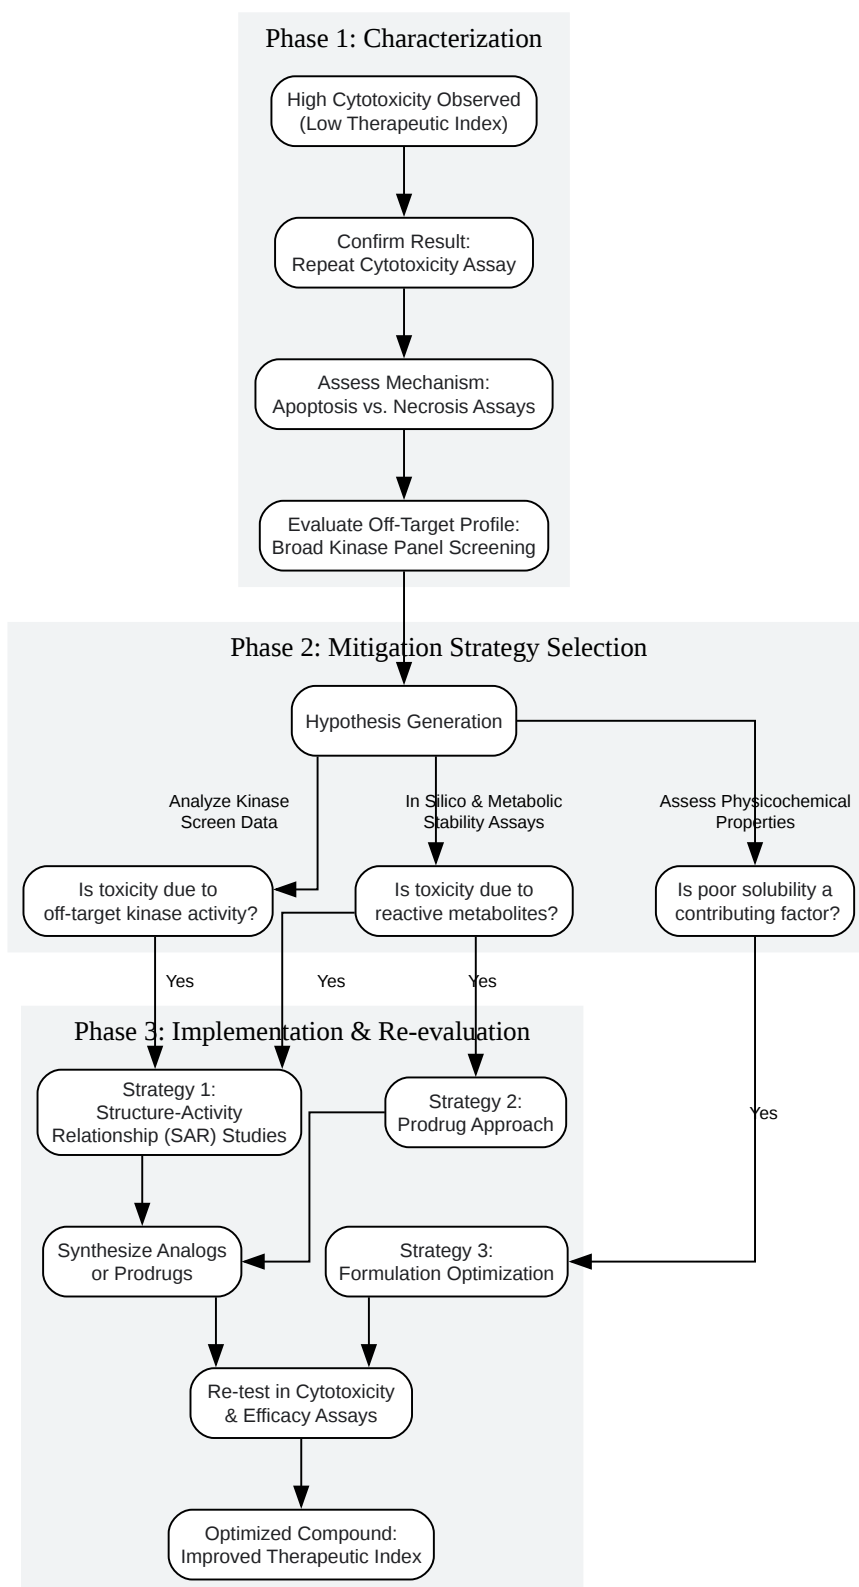 Phase 1: Characterization
High Cytotoxicity Observed
(Low Therapeutic Index)
Confirm Result:
Repeat Cytotoxicity Assay
Assess Mechanism:
Apoptosis vs. Necrosis Assays
Evaluate Off-Target Profile:
Broad Kinase Panel Screening
Phase 2: Mitigation Strategy Selection
Hypothesis Generation
Analyze Kinase
Screen Data
In Silico & Metabolic
Stability Assays
Assess Physicochemical
Properties
Is toxicity due to
off-target kinase activity?
Is toxicity due to
reactive metabolites?
Is poor solubility a
contributing factor?
Yes
Yes
Yes
Phase 3: Implementation & Re-evaluation
Strategy 1:
Structure-Activity
Relationship (SAR) Studies
Strategy 2:
Prodrug Approach
Yes
Synthesize Analogs
or Prodrugs
Strategy 3:
Formulation Optimization
Re-test in Cytotoxicity
& Efficacy Assays
Optimized Compound:
Improved Therapeutic Index